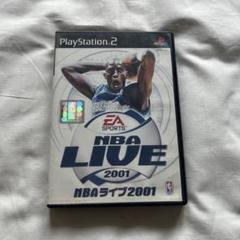 PlayStation 2
EA
SPORTS
NBA
LIVE
2001
NBAライブ2001